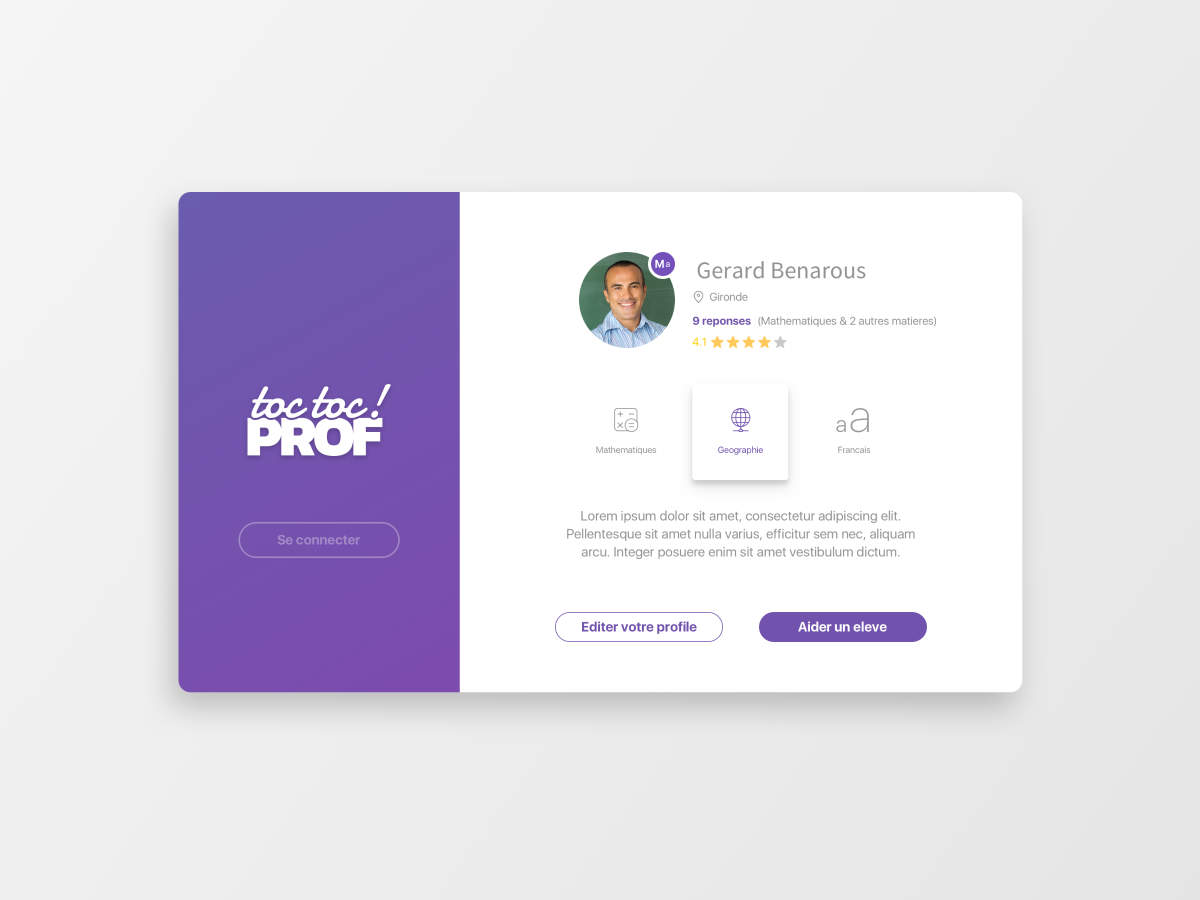 toc toc!
PROF
Se connecter
Ma
Gerard Benarous
Gironde
9 reponses (Mathematiques & 2 autres matieres)
4.1
Mathematiques
Geographie
aa
Francais
Lorem ipsum dolor sit amet, consectetur adipiscing elit.
Pellentesque sit amet nulla varius, efficitur sem nec, aliquam
arcu. Integer posuere enim sit amet vestibulum dictum.
Editer votre profile
Aider un eleve